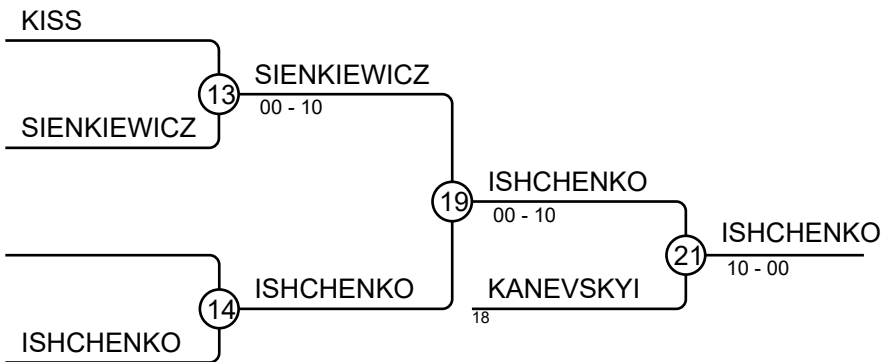 KISS
13
SIENKIEWICZ
00 - 10
SIENKIEWICZ
19
ISHCHENKO
00 - 10
21
ISHCHENKO
10 - 00
14
ISHCHENKO
KANEVSKYI
18
ISHCHENKO